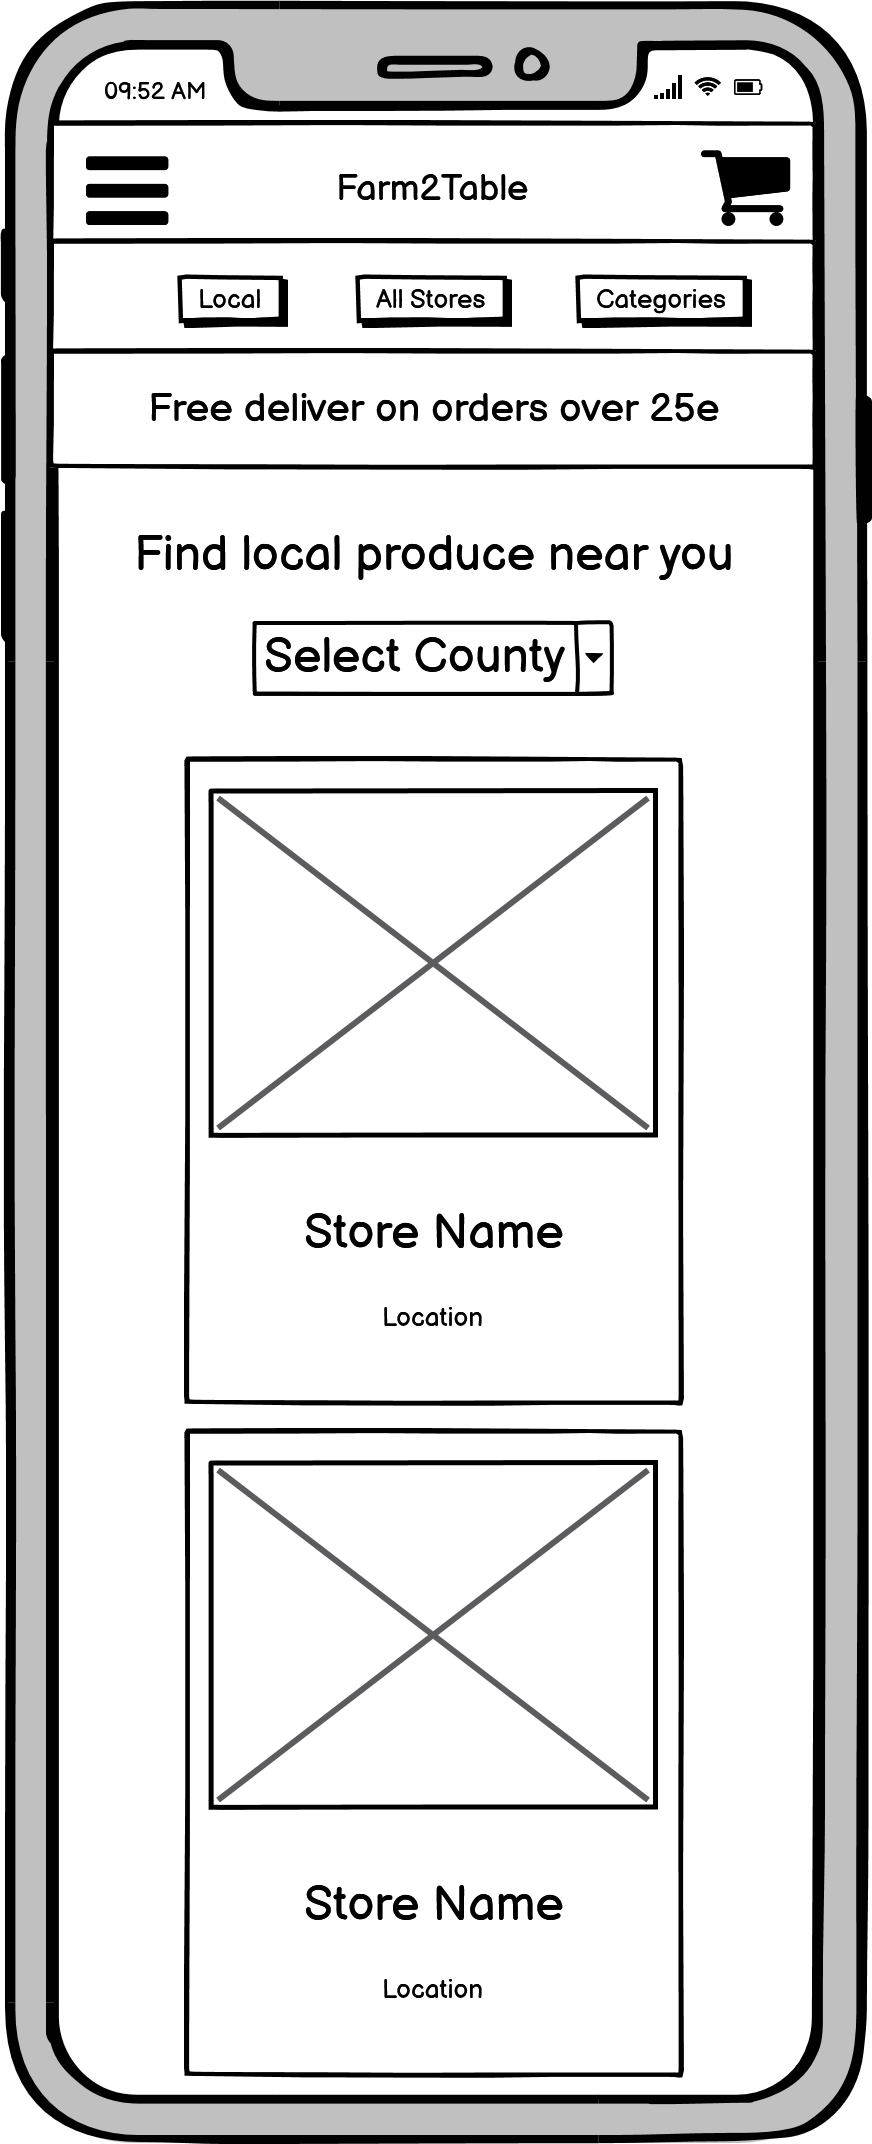 09:52 AM
Farm2Table
Local
All Stores
Categories
Free deliver on orders over 25e
Find local produce near you
Select County
Store Name
Location
Store Name
Location